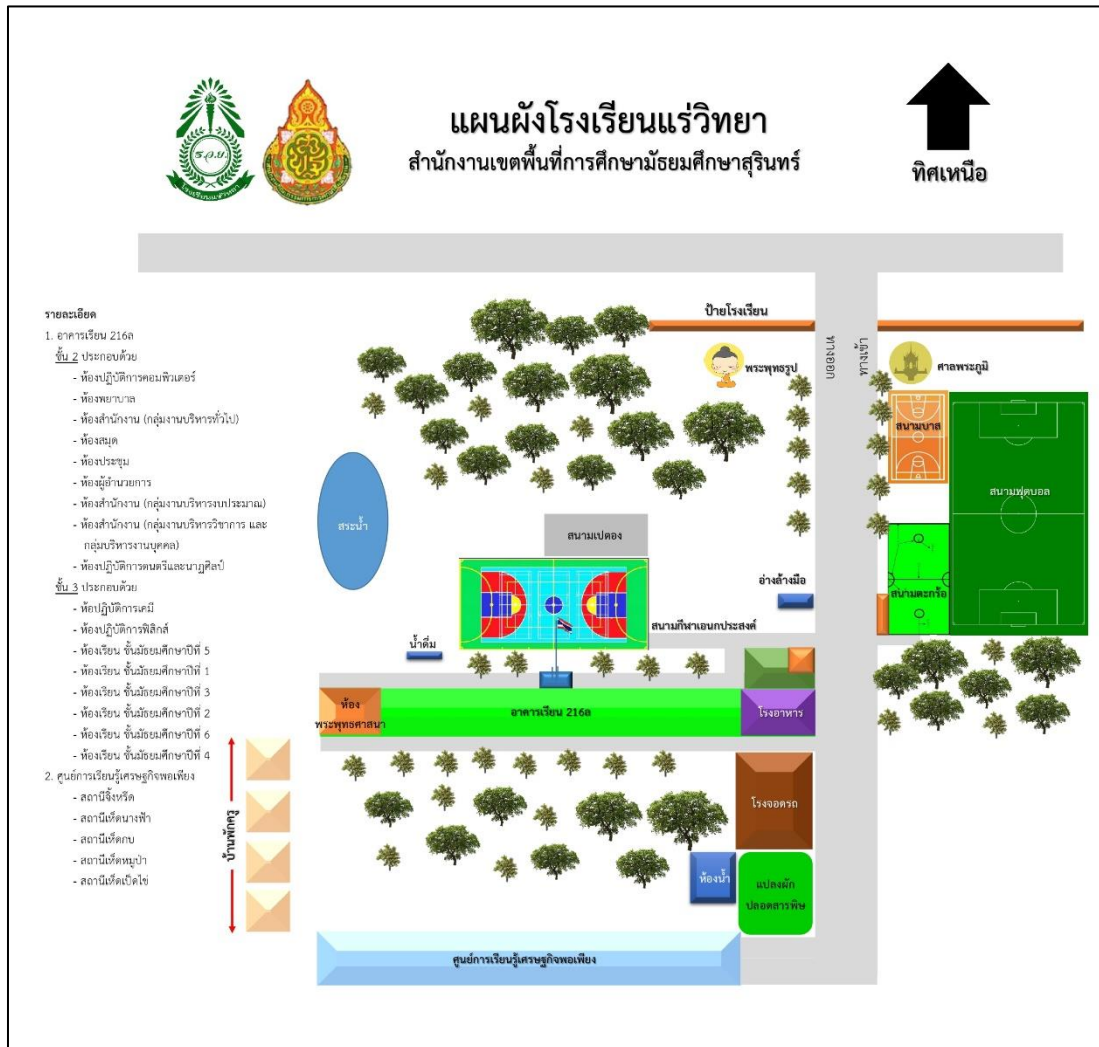 แผนผังโรงเรียนแร่วิทยา
สำนักงานเขตพื้นที่การศึกษามัธยมศึกษาสุรินทร์
ทิศเหนือ
ร.ว.ย.
รายละเอียด
1. อาคารเรียน 216ล
ชั้น 2 ประกอบด้วย
- ห้องปฏิบัติการคอมพิวเตอร์
- ห้องพยาบาล
- ห้องสำนักงาน (กลุ่มงานบริหารทั่วไป)
- ห้องสมุด
- ห้องประชุม
- ห้องผู้อำนวยการ
- ห้องสำนักงาน (กลุ่มงานบริหารงบประมาณ)
- ห้องสำนักงาน (กลุ่มงานบริหารวิชาการ และ
กลุ่มบริหารงานบุคคล)
- ห้องปฏิบัติการดนตรีและนาฏศิลป์
ชั้น 3 ประกอบด้วย
- ห้อปฏิบัติการเคมี
- ห้องปฏิบัติการฟิสิกส์
- ห้องเรียน ชั้นมัธยมศึกษาปีที่ 5
- ห้องเรียน ชั้นมัธยมศึกษาปีที่ 1
- ห้องเรียน ชั้นมัธยมศึกษาปีที่ 3
- ห้องเรียน ชั้นมัธยมศึกษาปีที่ 2
- ห้องเรียน ชั้นมัธยมศึกษาปีที่ 6
- ห้องเรียน ชั้นมัธยมศึกษาปีที่ 4
2. ศูนย์การเรียนรู้เศรษฐกิจพอเพียง
- สถานีจิ้งหรีด
- สถานีเห็ดนางฟ้า
- สถานีเห็ดกบ
- สถานีเห็ดหมูป่า
- สถานีเห็ดเป็ดไข่
ป้ายโรงเรียน
พระพุทธรูป
ทางออก
ทางเข้า
ศาลพระภูมิ
สนามบาส
สนามฟุตบอล
สระน้ำ
สนามเปตอง
อ่างล้างมือ
สนามตะกร้อ
สนามกีฬาเอนกประสงค์
น้ำดื่ม
ห้อง
พระพุทธศาสนา
อาคารเรียน 216ล
โรงอาหาร
บ้านพักครู
โรงจอดรถ
ห้องน้ำ
แปลงผัก
ปลอดสารพิษ
ศูนย์การเรียนรู้เศรษฐกิจพอเพียง